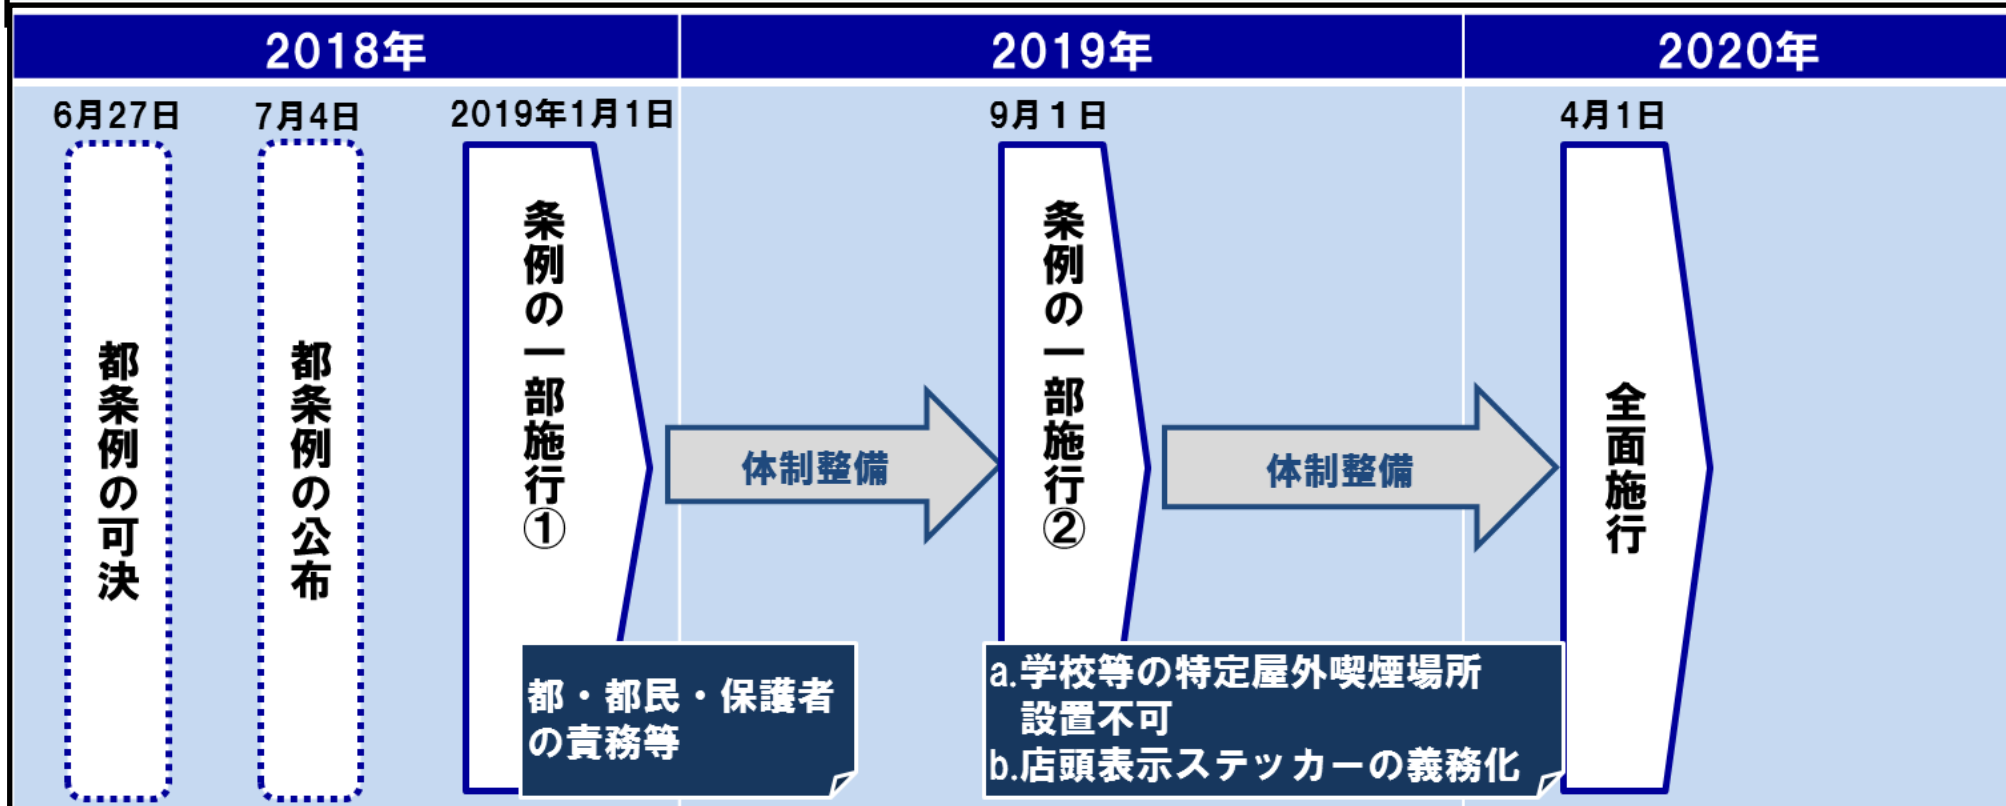 2018年
2019年
2020年
6月27日
7月4日
2019年1月1日
9月1日
4月1日
都条例の可決
都条例の公布
条例の一部施行①
体制整備
条例の一部施行②
体制整備
全面施行
都・都民・保護者
の責務等
a.学校等の特定屋外喫煙場所
設置不可
b.店頭表示ステッカーの義務化